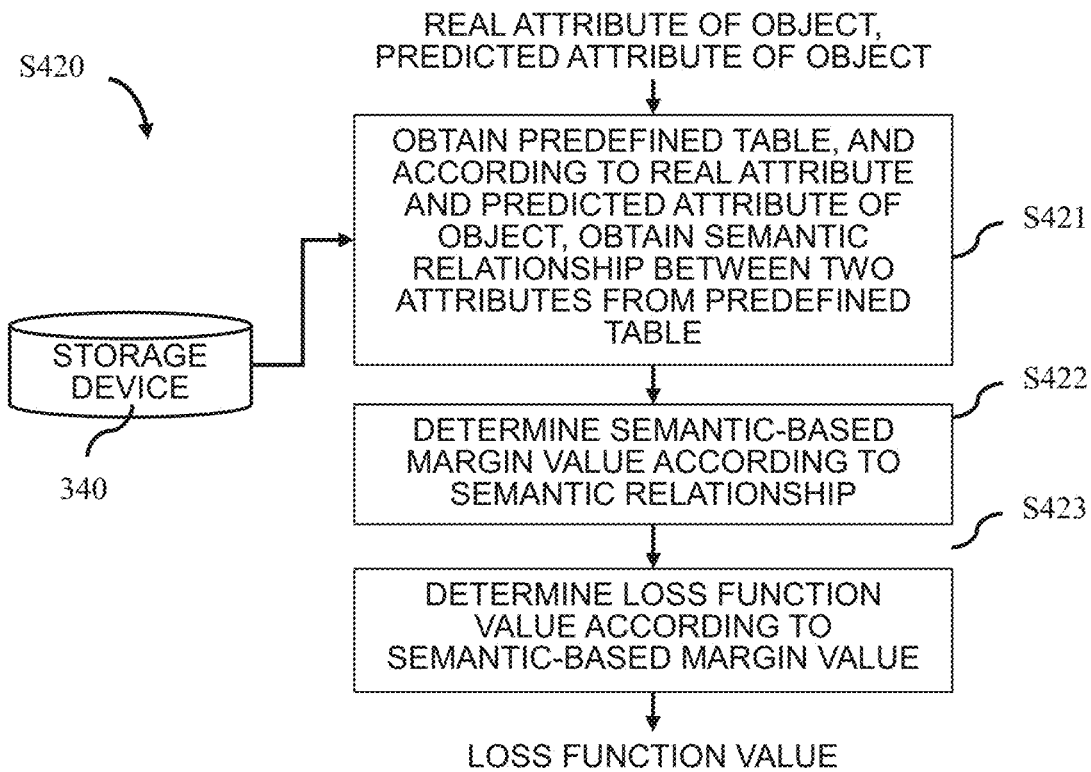 S420
REAL ATTRIBUTE OF OBJECT,
PREDICTED ATTRIBUTE OF OBJECT
OBTAIN PREDEFINED TABLE, AND
ACCORDING TO REAL ATTRIBUTE
AND PREDICTED ATTRIBUTE OF
OBJECT, OBTAIN SEMANTIC
RELATIONSHIP BETWEEN TWO
ATTRIBUTES FROM PREDEFINED
TABLE
S421
STORAGE
DEVICE
340
S422
DETERMINE SEMANTIC-BASED
MARGIN VALUE ACCORDING TO
SEMANTIC RELATIONSHIP
S423
DETERMINE LOSS FUNCTION
VALUE ACCORDING TO
SEMANTIC-BASED MARGIN VALUE
LOSS FUNCTION VALUE